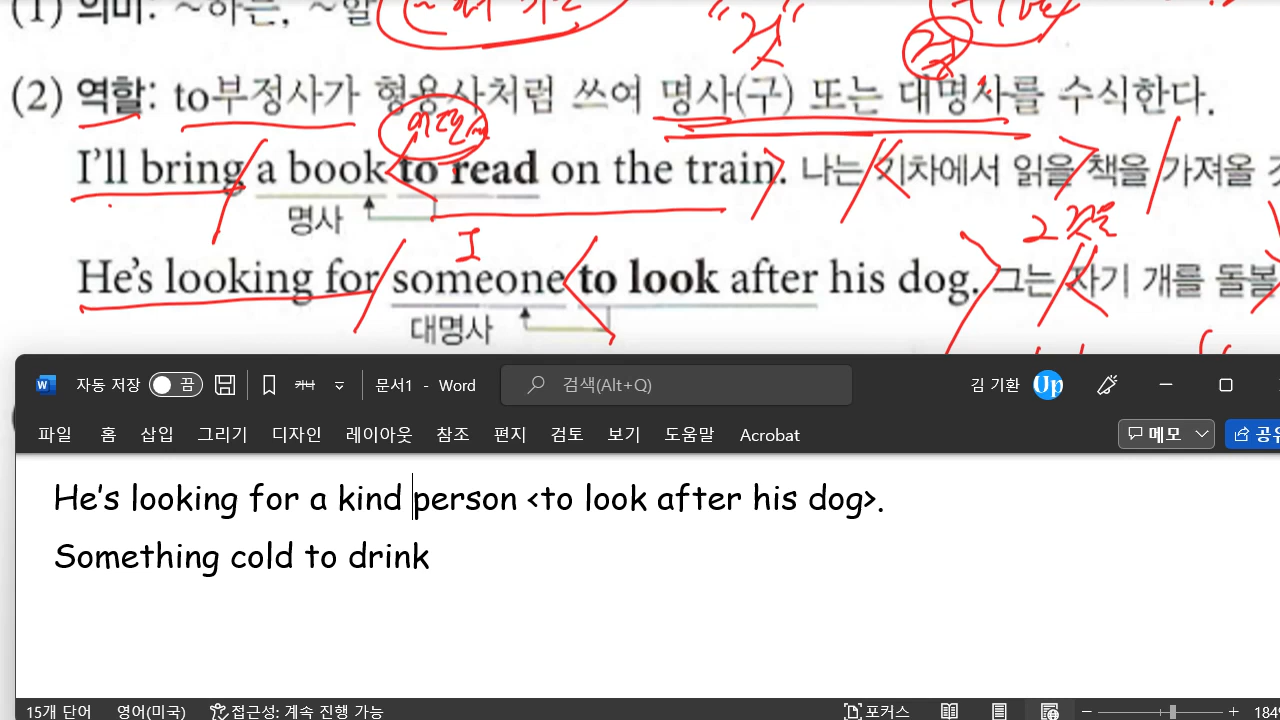 (1) 의미: ~하는, ~할
(2) 역할: to부정사가 형용사처럼 쓰여 명사(구) 또는 대명사를 수식한다.
I'll bring a book to read on the train. 나는 기차에서 읽을 책을 가져올
명사
He's looking for someone to look after his dog. 그는 자기 개를 돌볼
대명사
자동 저장 끔 문서1 - Word 검색(Alt+Q) 김 기환 Up
파일 홈 삽입 그리기 디자인 레이아웃 참조 편지 검토 보기 도움말 Acrobat 메모 공유
He's looking for a kind person <to look after his dog>.
Something cold to drink
15개 단어 영어(미국) 접근성: 계속 진행 가능 포커스 184%